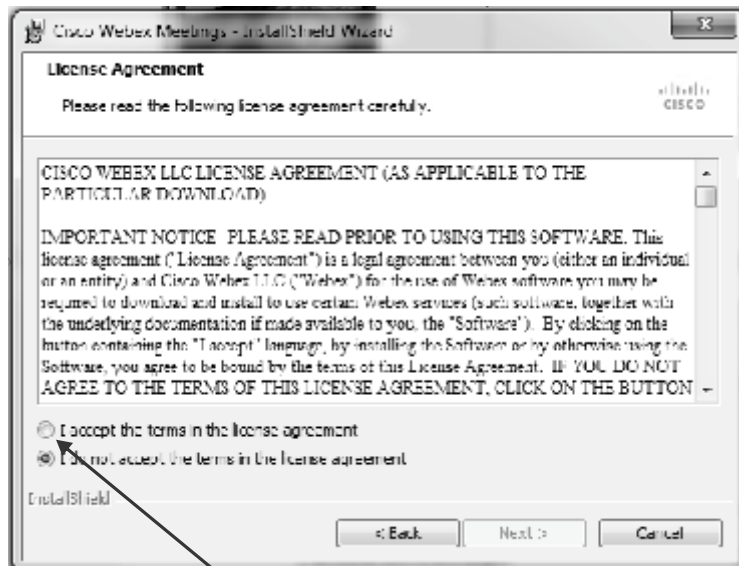 Cisco Webex Meetings - InstallShield Wizard
License Agreement
Please read the following license agreement carefully.
CISCO
CISCO WEBEX LLC LICENSE AGREEMENT (AS APPLICABLE TO THE
PARTICULAR DOWNLOAD)
IMPORTANT NOTICE PLEASE READ PRIOR TO USING THIS SOFTWARE. This
license agreement ("License Agreement") is a legal agreement between you (either an individual
or an entity) and Cisco Webex LLC ("Webex") for the use of Webex software you may be
required to download and install to use certain Webex services (such software, together with
the underlying documentation if made available to you, the "Software"). By clicking on the
button containing the "I accept" language, by installing the Software or by otherwise using the
Software, you agree to be bound by the terms of this License Agreement. IF YOU DO NOT
AGREE TO THE TERMS OF THIS LICENSE AGREEMENT, CLICK ON THE BUTTON
I accept the terms in the license agreement
I do not accept the terms in the license agreement
InstallShield
< Back
Next >
Cancel